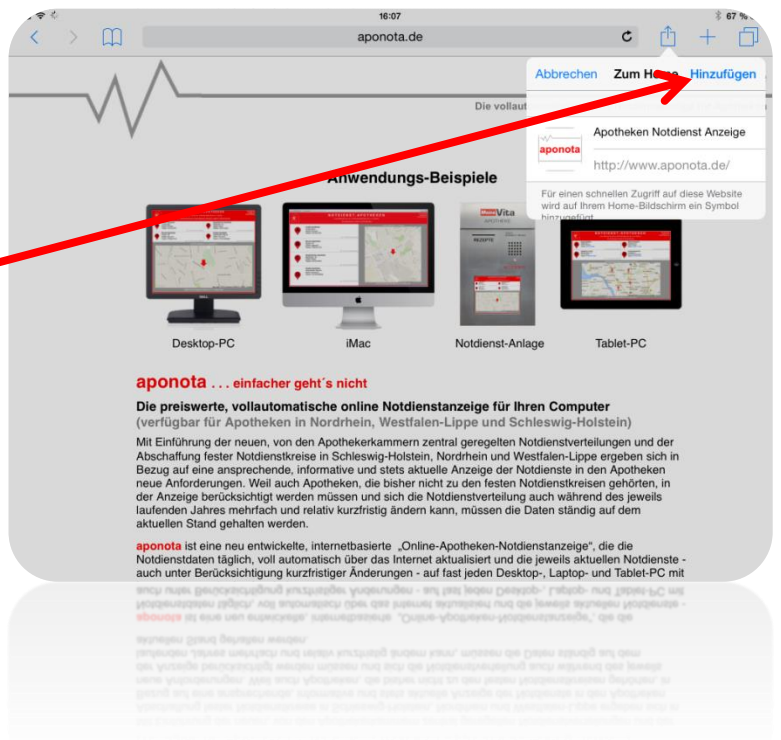 16:07
67 %
aponota.de
Abbrechen Zum Home Hinzufügen
Die vollaut
Apotheken Notdienst Anzeige
aponota
http://www.aponota.de/
Für einen schnellen Zugriff auf diese Website
wird auf Ihrem Home-Bildschirm ein Symbol
hinzugefügt
Anwendungs-Beispiele
NOTDIENST APOTHEKEN
Vita
REZEPTE
Desktop-PC iMac Notdienst-Anlage Tablet-PC
aponota . . . einfacher geht´s nicht
Die preiswerte, vollautomatische online Notdienstanzeige für Ihren Computer
(verfügbar für Apotheken in Nordrhein, Westfalen-Lippe und Schleswig-Holstein)
Mit Einführung der neuen, von den Apothekerkammern zentral geregelten Notdienstverteilungen und der
Abschaffung fester Notdienstkreise in Schleswig-Holstein, Nordrhein und Westfalen-Lippe ergeben sich in
Bezug auf eine ansprechende, informative und stets aktuelle Anzeige der Notdienste in den Apotheken
neue Anforderungen. Weil auch Apotheken, die bisher nicht zu den festen Notdienstkreisen gehörten, in
der Anzeige berücksichtigt werden müssen und sich die Notdienstverteilung auch während des jeweils
laufenden Jahres mehrfach und relativ kurzfristig ändern kann, müssen die Daten ständig auf dem
aktuellen Stand gehalten werden.
aponota ist eine neu entwickelte, internetbasierte „Online-Apotheken-Notdienstanzeige“, die die
Notdienstdaten täglich, voll automatisch über das Internet aktualisiert und die jeweils aktuellen Notdienste -
auch unter Berücksichtigung kurzfristiger Änderungen - auf fast jeden Desktop-, Laptop- und Tablet-PC mit